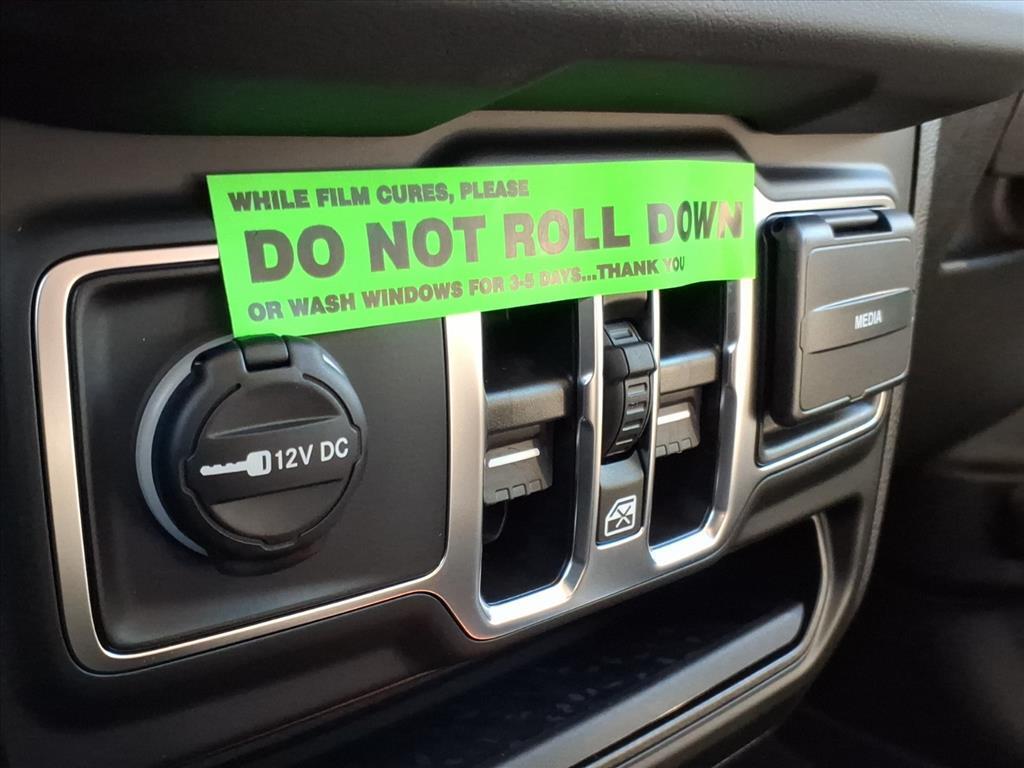 WHILE FILM CURES, PLEASE
DO NOT ROLL DOWN
OR WASH WINDOWS FOR 3-5 DAYS...THANK YOU
12V DC
MEDIA